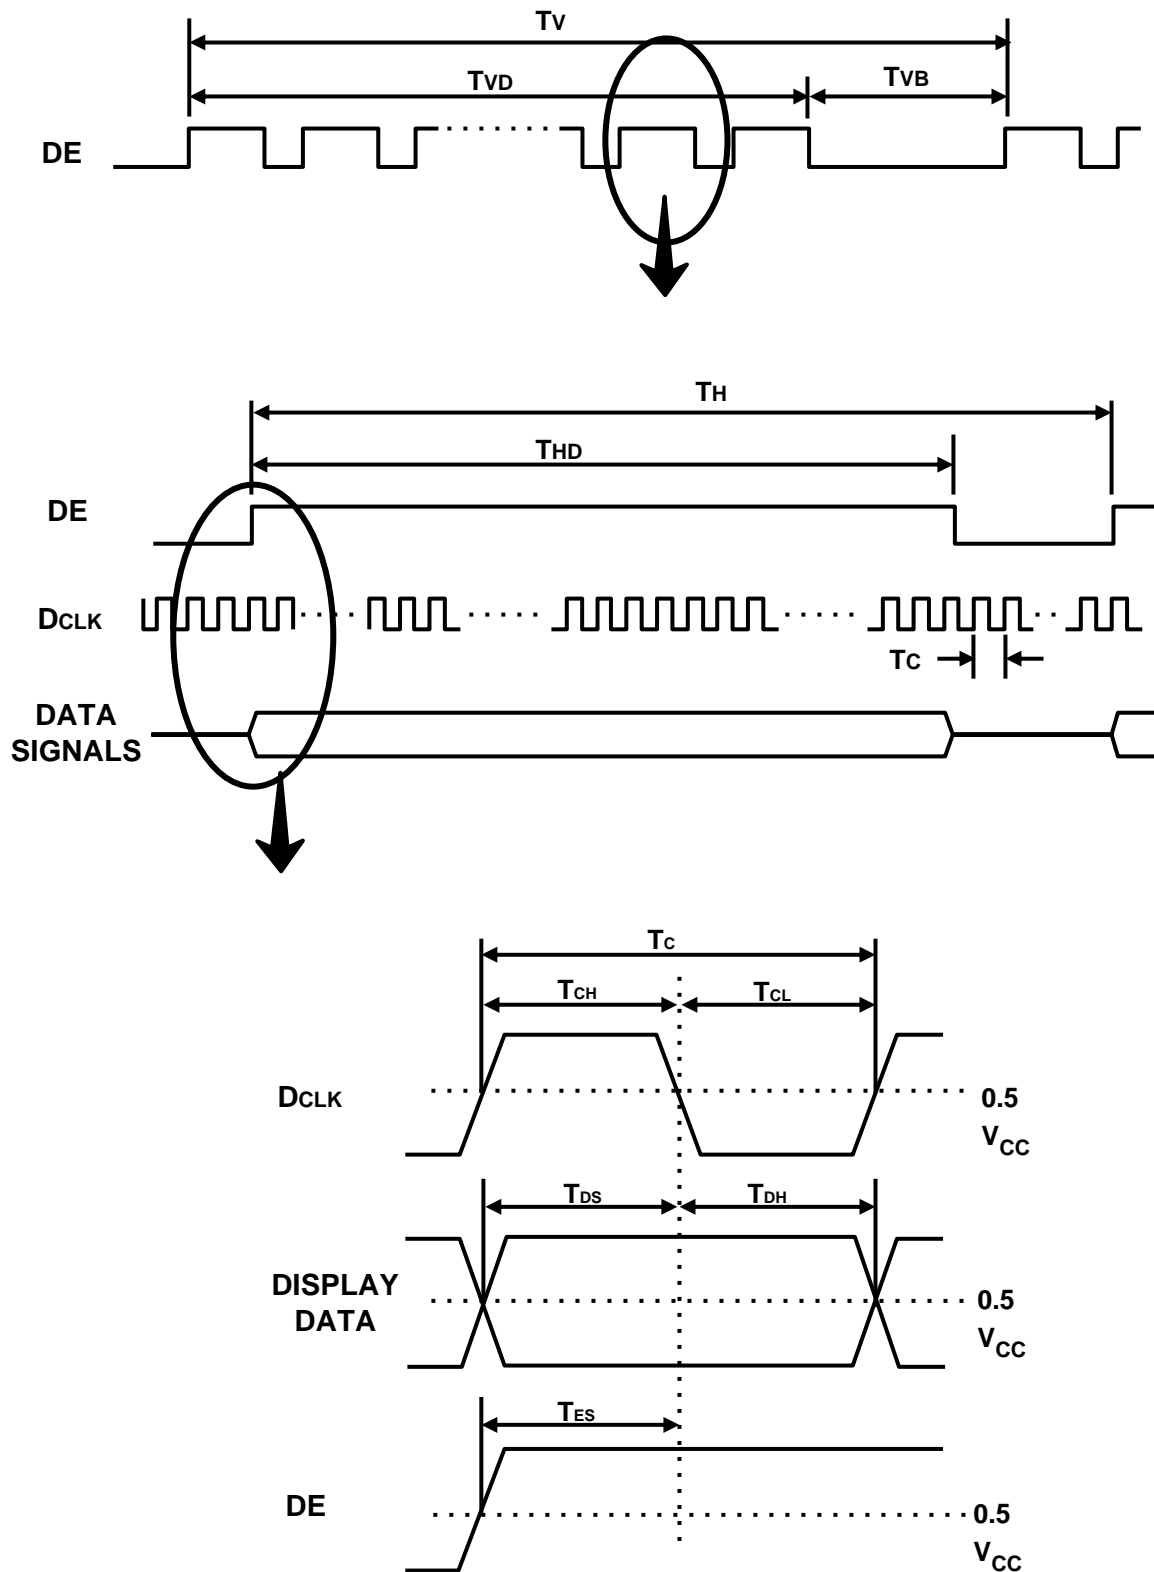 TV
TVD
TVB
DE
TH
THD
DE
DCLK
TC
DATA
SIGNALS
TC
TCH
TCL
DCLK
0.5
VCC
TDS
TDH
DISPLAY
DATA
0.5
VCC
TES
DE
0.5
VCC